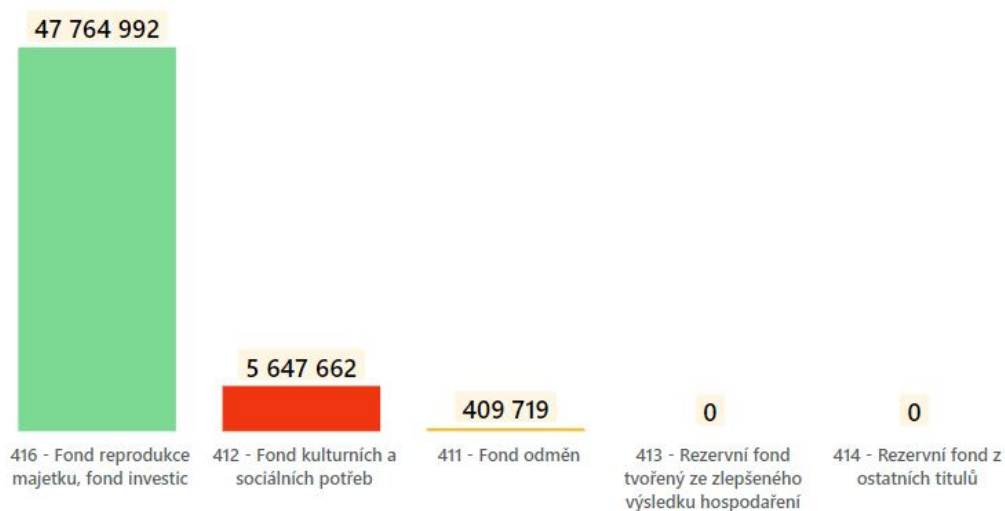 47 764 992
5 647 662
409 719
0
0
416 - Fond reprodukce
majetku, fond investic
412 - Fond kulturních a
sociálních potřeb
411 - Fond odměn
413 - Rezervní fond
tvořený ze zlepšeného
výsledku hospodaření
414 - Rezervní fond z
ostatních titulů